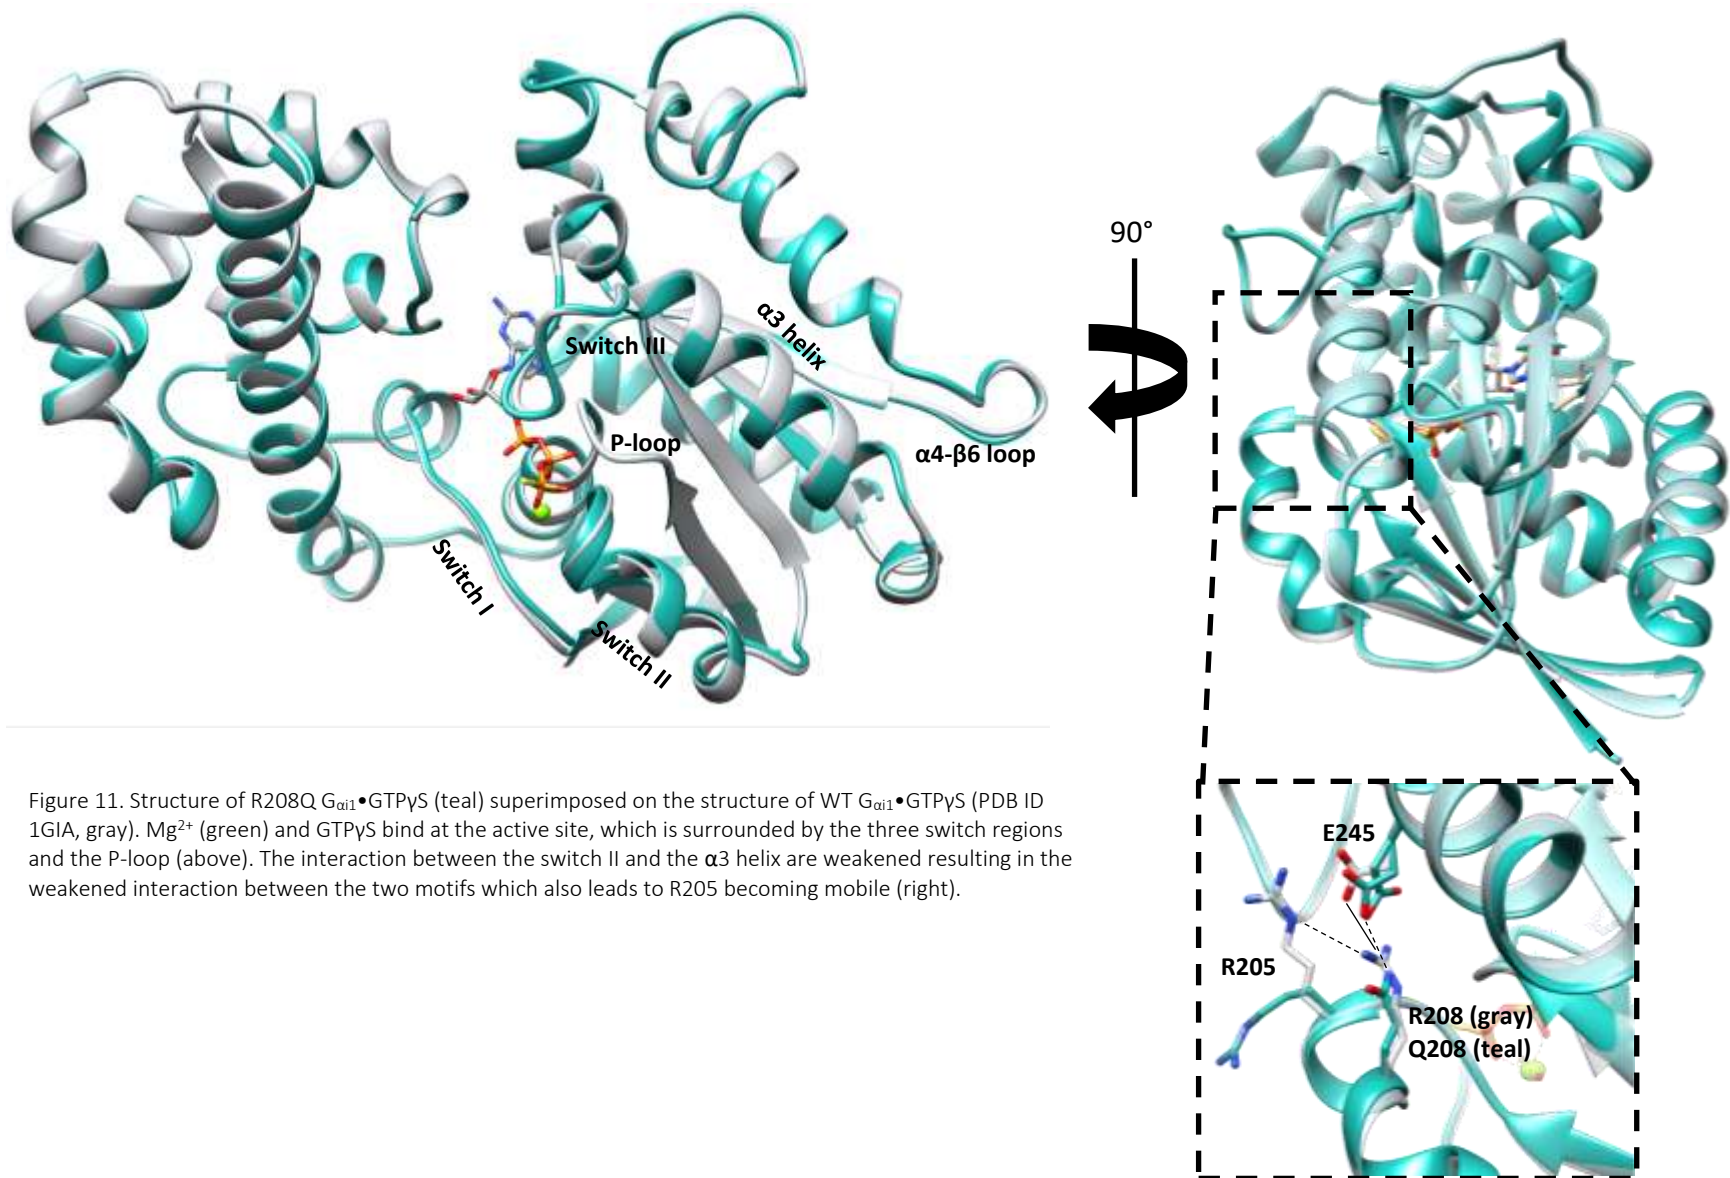 90°
α3 helix
Switch III
P-loop
α4-β6 loop
Switch I
Switch II
Figure 11. Structure of R208Q Gαi1•GTPγS (teal) superimposed on the structure of WT Gαi1•GTPγS (PDB ID
1GIA, gray). Mg2+ (green) and GTPγS bind at the active site, which is surrounded by the three switch regions
and the P-loop (above). The interaction between the switch II and the α3 helix are weakened resulting in the
weakened interaction between the two motifs which also leads to R205 becoming mobile (right).
E245
R205
R208 (gray)
Q208 (teal)